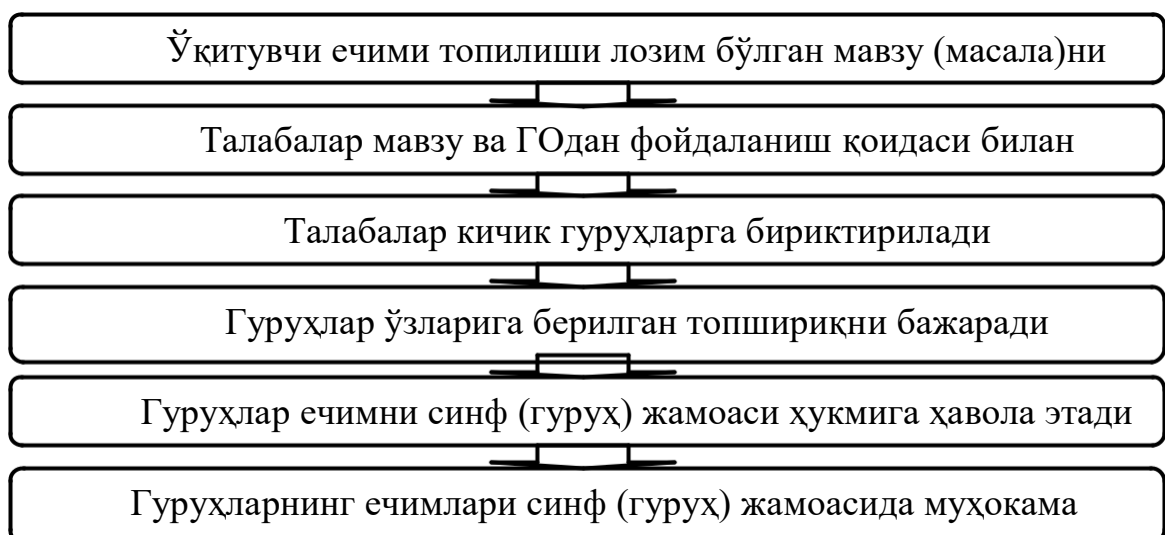 Ўқитувчи ечими топилиши лозим бўлган мавзу (масала)ни
Талабалар мавзу ва ГОдан фойдаланиш қоидаси билан
Талабалар кичик гуруҳларга бириктирилади
Гуруҳлар ўзларига берилган топшириқни бажаради
Гуруҳлар ечимни синф (гуруҳ) жамоаси ҳукмига ҳавола этади
Гуруҳларнинг ечимлари синф (гуруҳ) жамоасида муҳокама